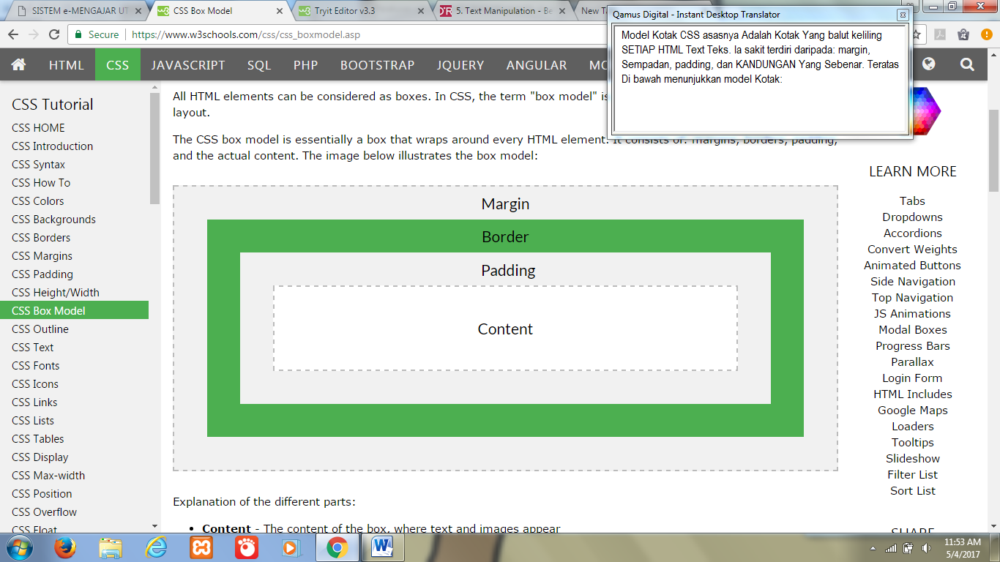 SISTEM e-MENGAJAR UT
CSS Box Model
Tryit Editor v3.3
5. Text Manipulation - Be
New Ta
Qamus Digital - Instant Desktop Translator
Model Kotak CSS asasnya Adalah Kotak Yang balut keliling
SETIAP HTML Text Teks. Ia sakit terdiri daripada: margin,
Sempadan, padding, dan KANDUNGAN Yang Sebenar. Teratas
Di bawah menunjukkan model Kotak:
Secure
https://www.w3schools.com/css/css_boxmodel.asp
HTML
CSS
JAVASCRIPT
SQL
PHP
BOOTSTRAP
JQUERY
ANGULAR
MO
CSS Tutorial
CSS HOME
CSS Introduction
CSS Syntax
CSS How To
CSS Colors
CSS Backgrounds
CSS Borders
CSS Margins
CSS Padding
CSS Height/Width
CSS Box Model
CSS Outline
CSS Text
CSS Fonts
CSS Icons
CSS Links
CSS Lists
CSS Tables
CSS Display
CSS Max-width
CSS Position
CSS Overflow
CSS Float
All HTML elements can be considered as boxes. In CSS, the term "box model" is
layout.
The CSS box model is essentially a box that wraps around every HTML element. It consists of: margins, borders, padding,
and the actual content. The image below illustrates the box model:
Margin
Border
Padding
Content
Explanation of the different parts:
• Content - The content of the box, where text and images appear
LEARN MORE
Tabs
Dropdowns
Accordions
Convert Weights
Animated Buttons
Side Navigation
Top Navigation
JS Animations
Modal Boxes
Progress Bars
Parallax
Login Form
HTML Includes
Google Maps
Loaders
Tooltips
Slideshow
Filter List
Sort List
SHARE
11:53 AM
5/4/2017